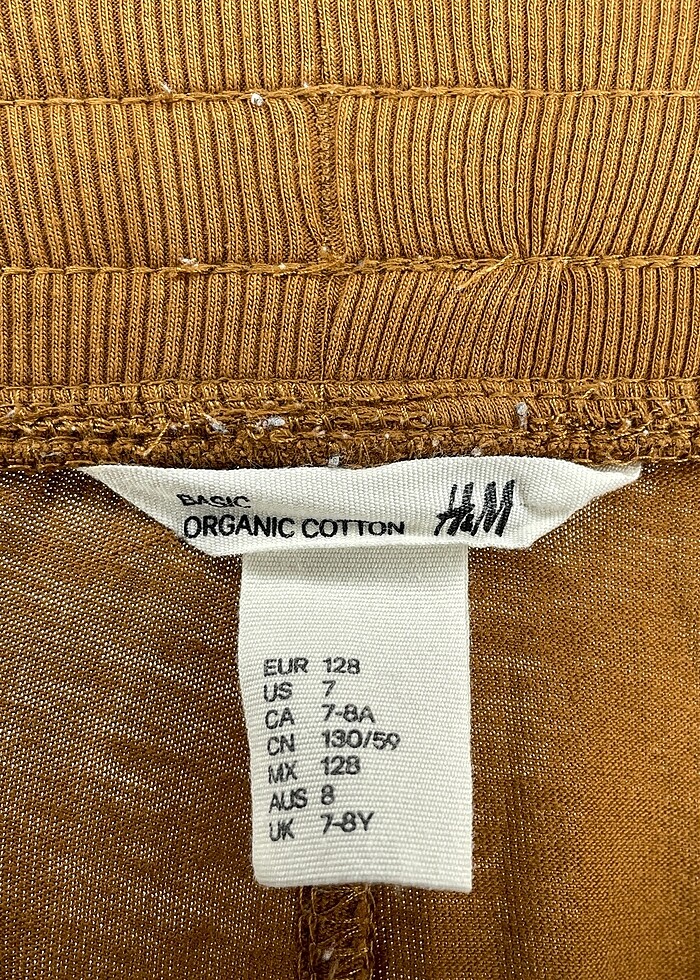 BASIC
ORGANIC COTTON H&M
EUR 128
US 7
CA 7-8A
CN 130/59
MX 128
AUS 8
UK 7-8Y